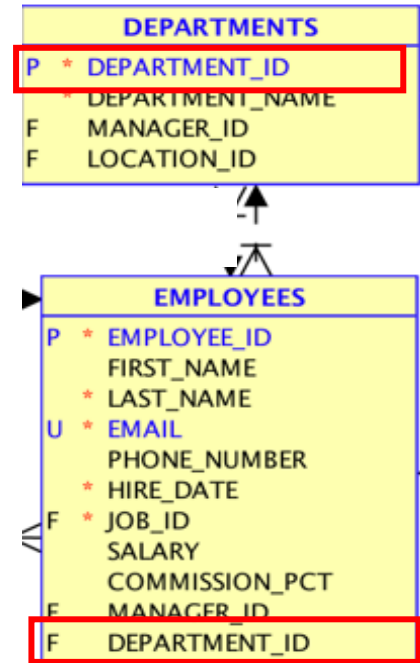 DEPARTMENTS
P * DEPARTMENT_ID
* DEPARTMENT_NAME
F MANAGER_ID
F LOCATION_ID
EMPLOYEES
P * EMPLOYEE_ID
FIRST_NAME
* LAST_NAME
U * EMAIL
PHONE_NUMBER
* HIRE_DATE
F * JOB_ID
SALARY
COMMISSION_PCT
F MANAGER_ID
F DEPARTMENT_ID